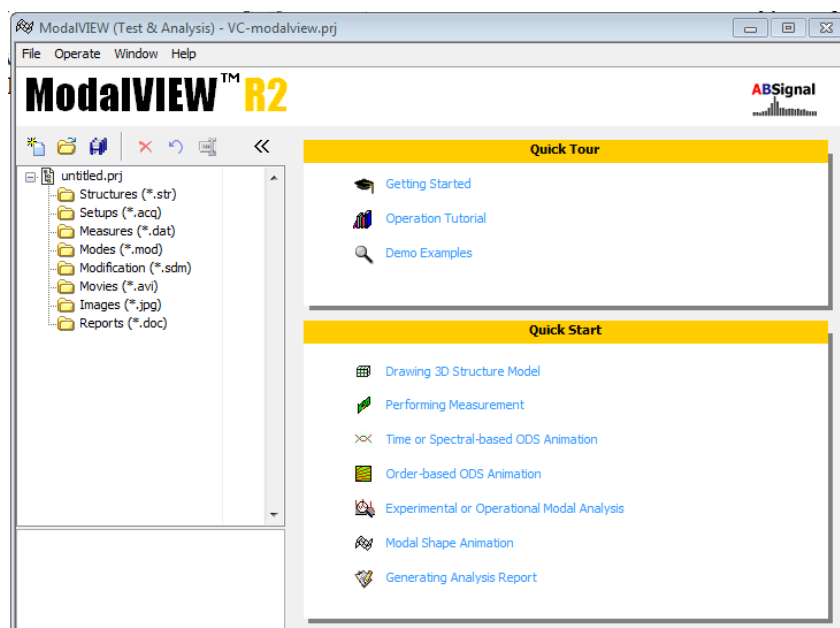 ModalVIEW (Test & Analysis) - VC-modalview.prj
File Operate Window Help
ModalVIEW™ R2
ABSignal
untitled.prj
Structures (*.str)
Setups (*.acq)
Measures (*.dat)
Modes (*.mod)
Modification (*.sdm)
Movies (*.avi)
Images (*.jpg)
Reports (*.doc)
Quick Tour
Getting Started
Operation Tutorial
Demo Examples
Quick Start
Drawing 3D Structure Model
Performing Measurement
Time or Spectral-based ODS Animation
Order-based ODS Animation
Experimental or Operational Modal Analysis
Modal Shape Animation
Generating Analysis Report